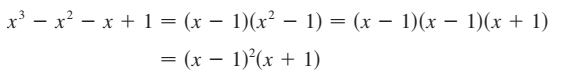 x³ − x² − x + 1 = (x − 1)(x² − 1) = (x − 1)(x − 1)(x + 1)
= (x − 1)²(x + 1)